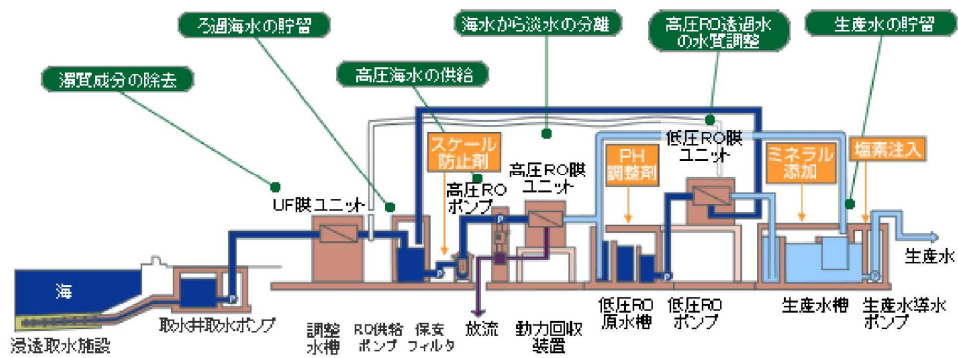 ろ過海水の貯留
海水から淡水の分離
高圧RO透過水
の水質調整
生産水の貯留
濁質成分の除去
高圧海水の供給
スケール
防止剤
低圧RO膜
ユニット
PH
調整剤
ミネラル
添加
塩素注入
高圧RO
ポンプ
高圧RO膜
ユニット
UF膜ユニット
P
P
P
P
P
P
海
生産水
取水井
取水ポンプ
浸透取水施設
調整
水槽
RO供給
ポンプ
保安
フィルタ
放流
動力回収
装置
低圧RO
原水槽
低圧RO
ポンプ
生産水槽
生産水導水
ポンプ